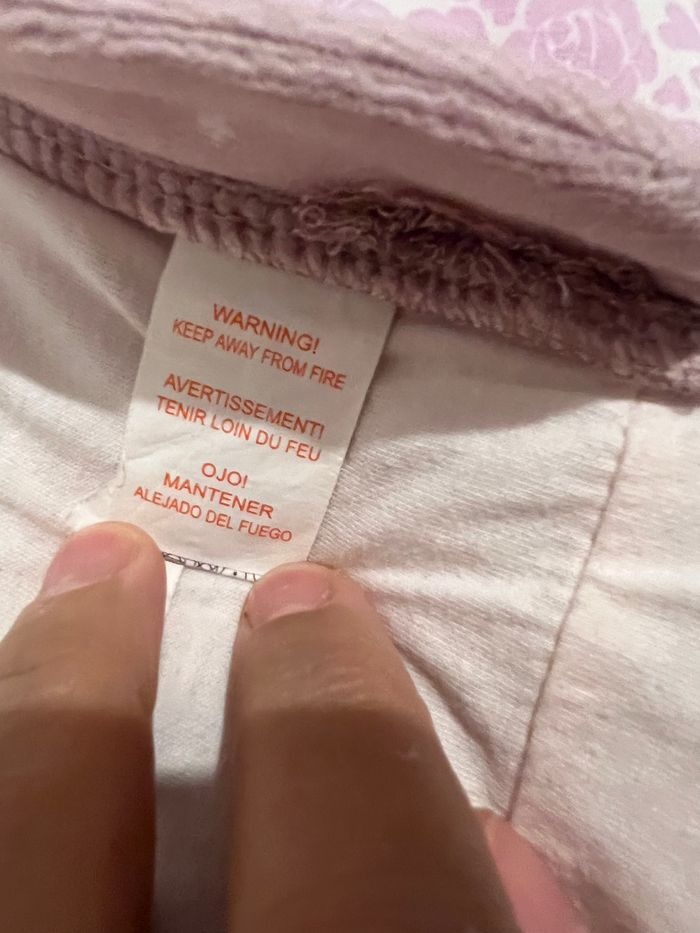 WARNING!
KEEP AWAY FROM FIRE
AVERTISSEMENT!
TENIR LOIN DU FEU
OJO!
MANTENER
ALEJADO DEL FUEGO